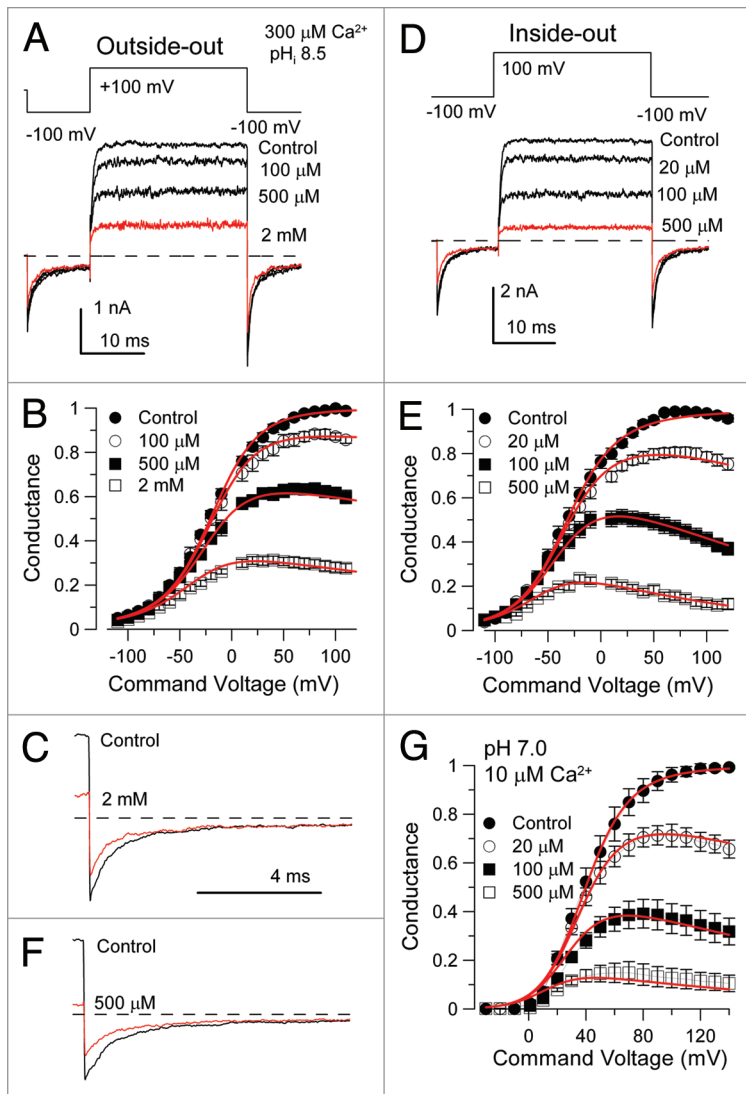 A
Outside-out
300 μM Ca²⁺
pHᵢ 8.5
+100 mV
-100 mV
-100 mV
Control
100 μM
500 μM
2 mM
1 nA
10 ms
D
Inside-out
100 mV
-100 mV
-100 mV
Control
20 μM
100 μM
500 μM
2 nA
10 ms
B
Control
100 μM
500 μM
2 mM
Conductance
1.0
0.8
0.6
0.4
0.2
0
-100
-50
0
50
100
Command Voltage (mV)
E
Control
20 μM
100 μM
500 μM
Conductance
1.0
0.8
0.6
0.4
0.2
0
-100
-50
0
50
100
Command Voltage (mV)
C
Control
2 mM
4 ms
F
Control
500 μM
G
pH 7.0
10 μM Ca²⁺
Control
20 μM
100 μM
500 μM
Conductance
1.0
0.8
0.6
0.4
0.2
0
0
40
80
120
Command Voltage (mV)